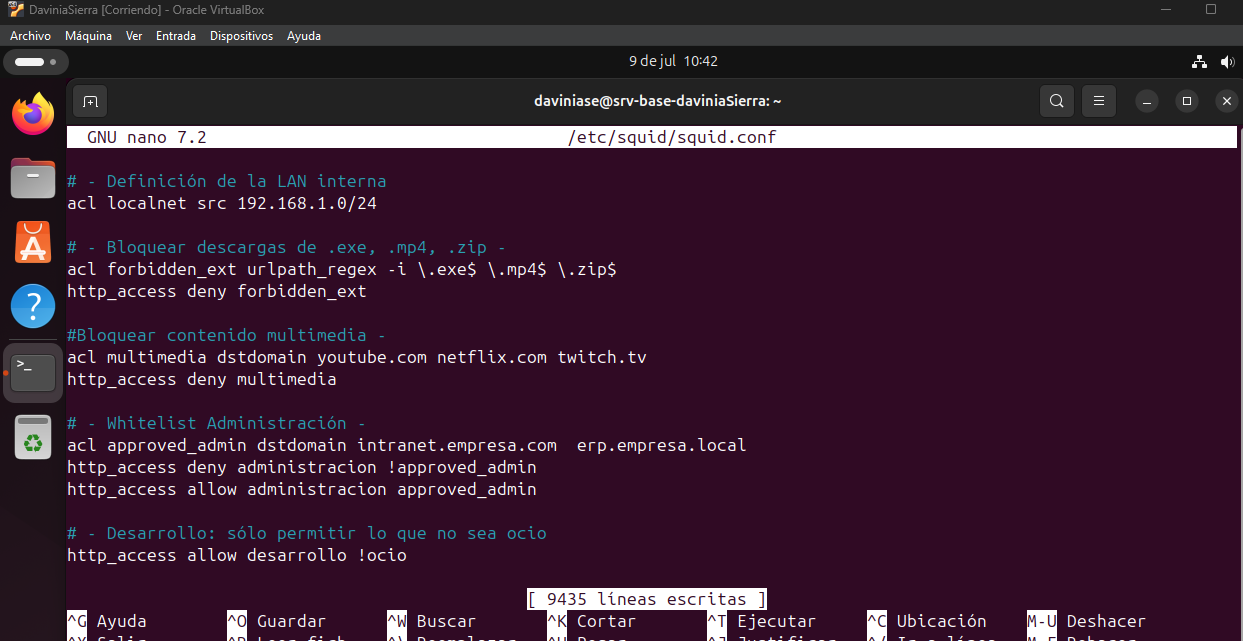 DaviniaSierra [Corriendo] - Oracle VirtualBox
Archivo Máquina Ver Entrada Dispositivos Ayuda
9 de jul 10:42
daviniase@srv-base-daviniaSierra: ~
GNU nano 7.2 /etc/squid/squid.conf
# - Definición de la LAN interna
acl localnet src 192.168.1.0/24
# - Bloquear descargas de .exe, .mp4, .zip -
acl forbidden_ext urlpath_regex -i \.exe$ \.mp4$ \.zip$
http_access deny forbidden_ext
#Bloquear contenido multimedia -
acl multimedia dstdomain youtube.com netflix.com twitch.tv
http_access deny multimedia
# - Whitelist Administración -
acl approved_admin dstdomain intranet.empresa.com  erp.empresa.local
http_access deny administracion !approved_admin
http_access allow administracion approved_admin
# - Desarrollo: sólo permitir lo que no sea ocio
http_access allow desarrollo !ocio
[ 9435 líneas escritas ]
^G Ayuda ^O Guardar ^W Buscar ^K Cortar ^T Ejecutar ^C Ubicación M-U Deshacer